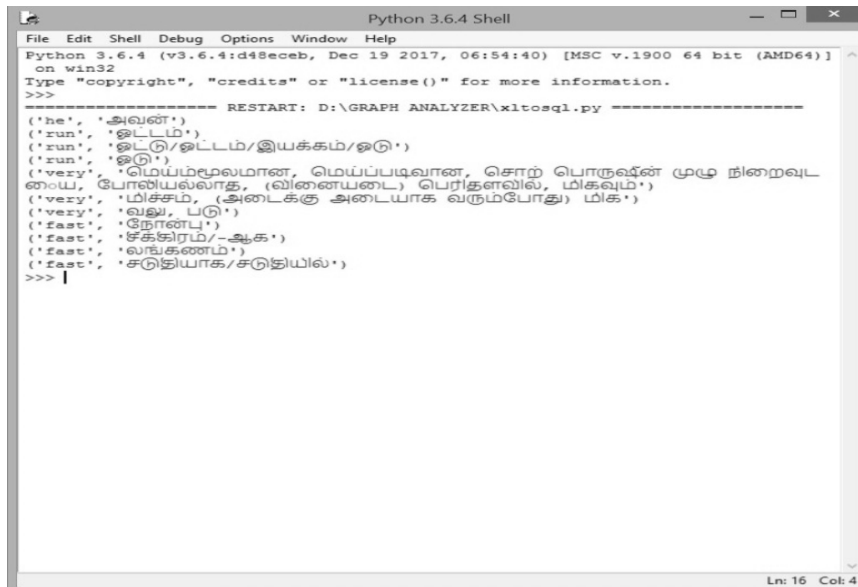 Python 3.6.4 Shell
File Edit Shell Debug Options Window Help
Python 3.6.4 (v3.6.4:d48eceb, Dec 19 2017, 06:54:40) [MSC v.1900 64 bit (AMD64)]
on win32
Type "copyright", "credits" or "license()" for more information.
>>>
=================== RESTART: D:\GRAPH ANALYZER\xltosql.py ===================
('he', 'அவன்')
('run', 'ஓட்டம்')
('run', 'ஓட்டு/ஓட்டம்/இயக்கம்/ஓடு')
('run', 'ஓடு')
('very', 'மெய்ம்மூலமான, மெய்ப்படிவான, சொற் பொருஷீன் முழு நிறைவுட
ைய, போலியல்லாத, (வினையடை) பெரிதளவில், மிகவும்')
('very', 'மிச்சம், (அடைக்கு அடையாக வரும்போது) மிக')
('very', 'வலு, படு')
('fast', 'நோன்பு')
('fast', 'சீக்கிரம்/-ஆக')
('fast', 'லங்கணம்')
('fast', 'சடுதியாக/சடுதியில்')
>>>
Ln: 16 Col: 4